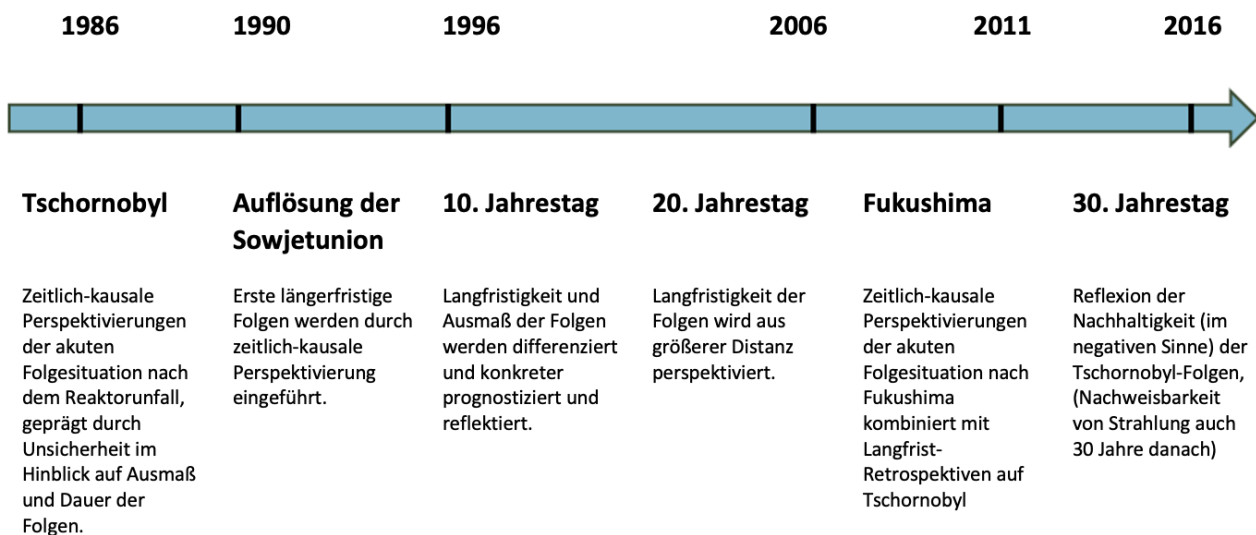 1986
1990
1996
2006
2011
2016
Tschornobyl
Zeitlich-kausale
Perspektivierungen
der akuten
Folgesituation nach
dem Reaktorunfall,
geprägt durch
Unsicherheit im
Hinblick auf Ausmaß
und Dauer der
Folgen.
Auflösung der
Sowjetunion
Erste längerfristige
Folgen werden durch
zeitlich-kausale
Perspektivierung
eingeführt.
10. Jahrestag
Langfristigkeit und
Ausmaß der Folgen
werden differenziert
und konkreter
prognostiziert und
reflektiert.
20. Jahrestag
Langfristigkeit der
Folgen wird aus
größerer Distanz
perspektiviert.
Fukushima
Zeitlich-kausale
Perspektivierungen
der akuten
Folgesituation nach
Fukushima
kombiniert mit
Langfrist-
Retrospektiven auf
Tschornobyl
30. Jahrestag
Reflexion der
Nachhaltigkeit (im
negativen Sinne) der
Tschornobyl-Folgen,
(Nachweisbarkeit
von Strahlung auch
30 Jahre danach)